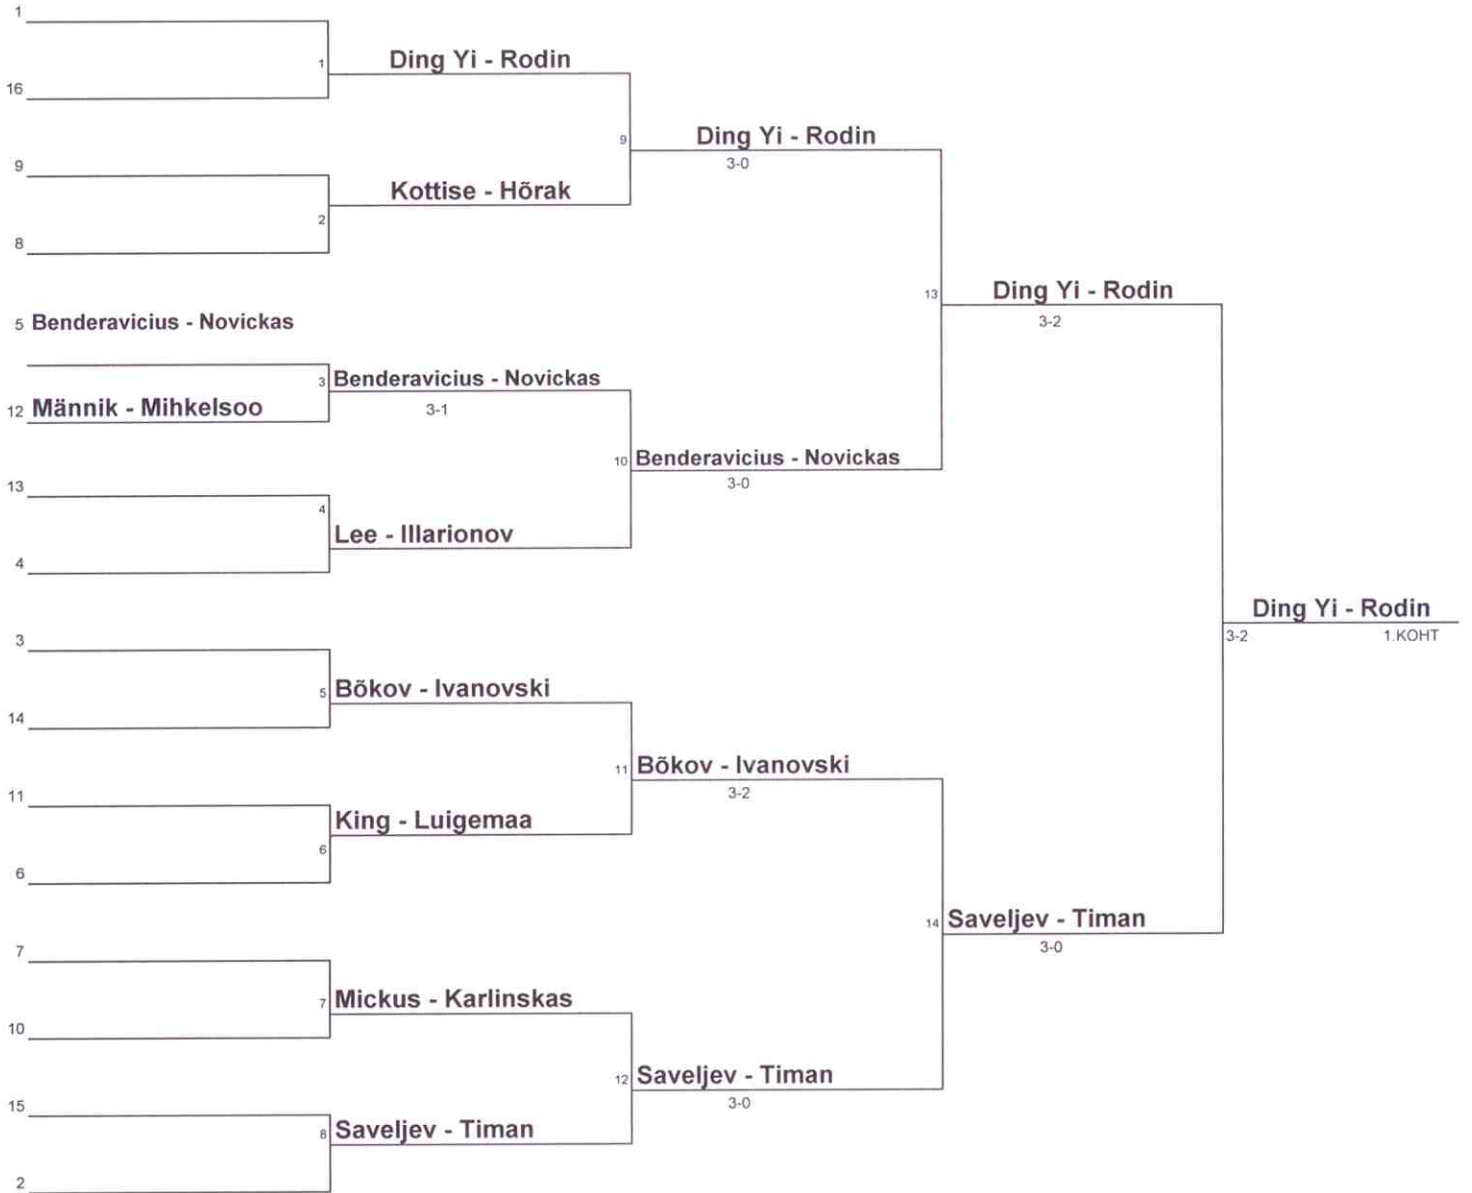 1
1 Ding Yi - Rodin
16
9 Ding Yi - Rodin
3-0
9
Kottise - Hõrak
2
8
13 Ding Yi - Rodin
3-2
5 Benderavicius - Novickas
3 Benderavicius - Novickas
12 Männik - Mihkelsoo
3-1
10 Benderavicius - Novickas
3-0
13
4
Lee - Illarionov
4
Ding Yi - Rodin
3-2 1.KOHT
3
5 Bõkov - Ivanovski
14
11 Bõkov - Ivanovski
3-2
11
King - Luigemaa
6
6
14 Saveljev - Timan
3-0
7
7 Mickus - Karlinskas
10
12 Saveljev - Timan
3-0
15
8 Saveljev - Timan
2